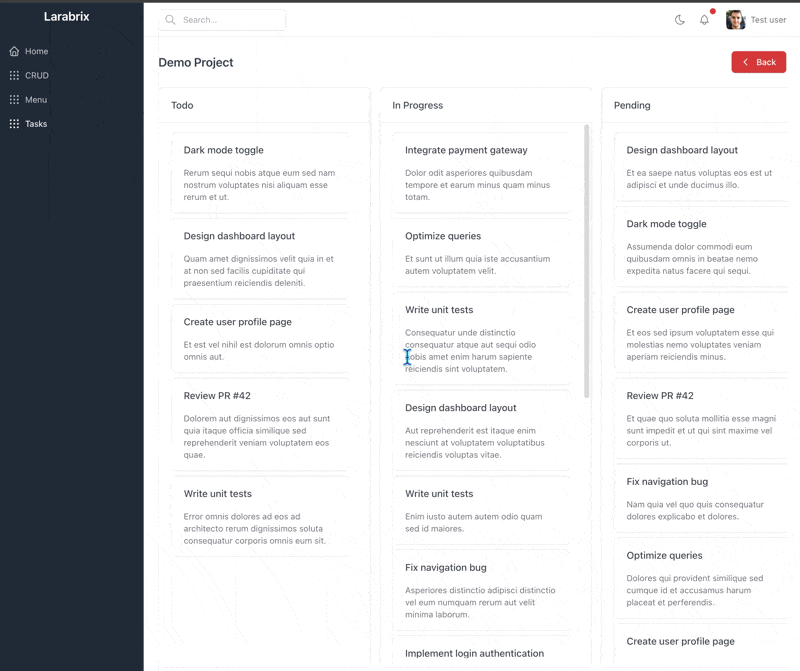 Larabrix
Search...
Test user
Home
CRUD
Menu
Tasks
Demo Project
Back
Todo
Dark mode toggle
Rerum sequi nobis atque eum sed nam
nostrum voluptates nisi aliquam esse
rerum et ut.
Design dashboard layout
Quam amet dignissimos velit quia in et
at non sed facilis cupiditate qui
praesentium reiciendis deleniti.
Create user profile page
Et est vel nihil est dolorum omnis optio
omnis aut.
Review PR #42
Dolorem aut dignissimos eos aut sunt
quia itaque officia similique sed
reprehenderit veniam voluptatem eos
quae.
Write unit tests
Error omnis dolores ad eos ad
architecto rerum dignissimos soluta
consequatur corporis omnis eum sit.
In Progress
Integrate payment gateway
Dolor odit asperiores quibusdam
tempore et earum minus quam minus
totam.
Optimize queries
Et sunt ut illum quia iste accusantium
autem voluptatem velit.
Write unit tests
Consequatur unde distinctio
consequatur atque aut sequi odio
nobis amet enim harum sapiente
reiciendis sint voluptatem.
Design dashboard layout
Aut reprehenderit est itaque enim
nesciunt at voluptatem voluptatibus
reiciendis voluptas vitae.
Write unit tests
Enim iusto autem autem odio quam
sed id maiores.
Fix navigation bug
Asperiores distinctio adipisci distinctio
vel eum numquam rerum aut velit
minima laborum.
Implement login authentication
Pending
Design dashboard layout
Et ea saepe natus voluptas eos est ut
adipisci et unde ducimus illo.
Dark mode toggle
Assumenda dolor commodi eum
quibusdam omnis in beatae nemo
expedita natus facere qui sequi.
Create user profile page
Et eos sed ipsum voluptatem esse qui
molestias nemo voluptates veniam
aperiam reiciendis minus.
Review PR #42
Et quae quo soluta mollitia esse magni
sunt impedit et ut qui sint maxime vel
corporis ut.
Fix navigation bug
Nam quia vel quo quis consequatur
dolores explicabo et dolores.
Optimize queries
Dolores qui provident similique sed
cumque id et accusamus harum
placeat et perferendis.
Create user profile page